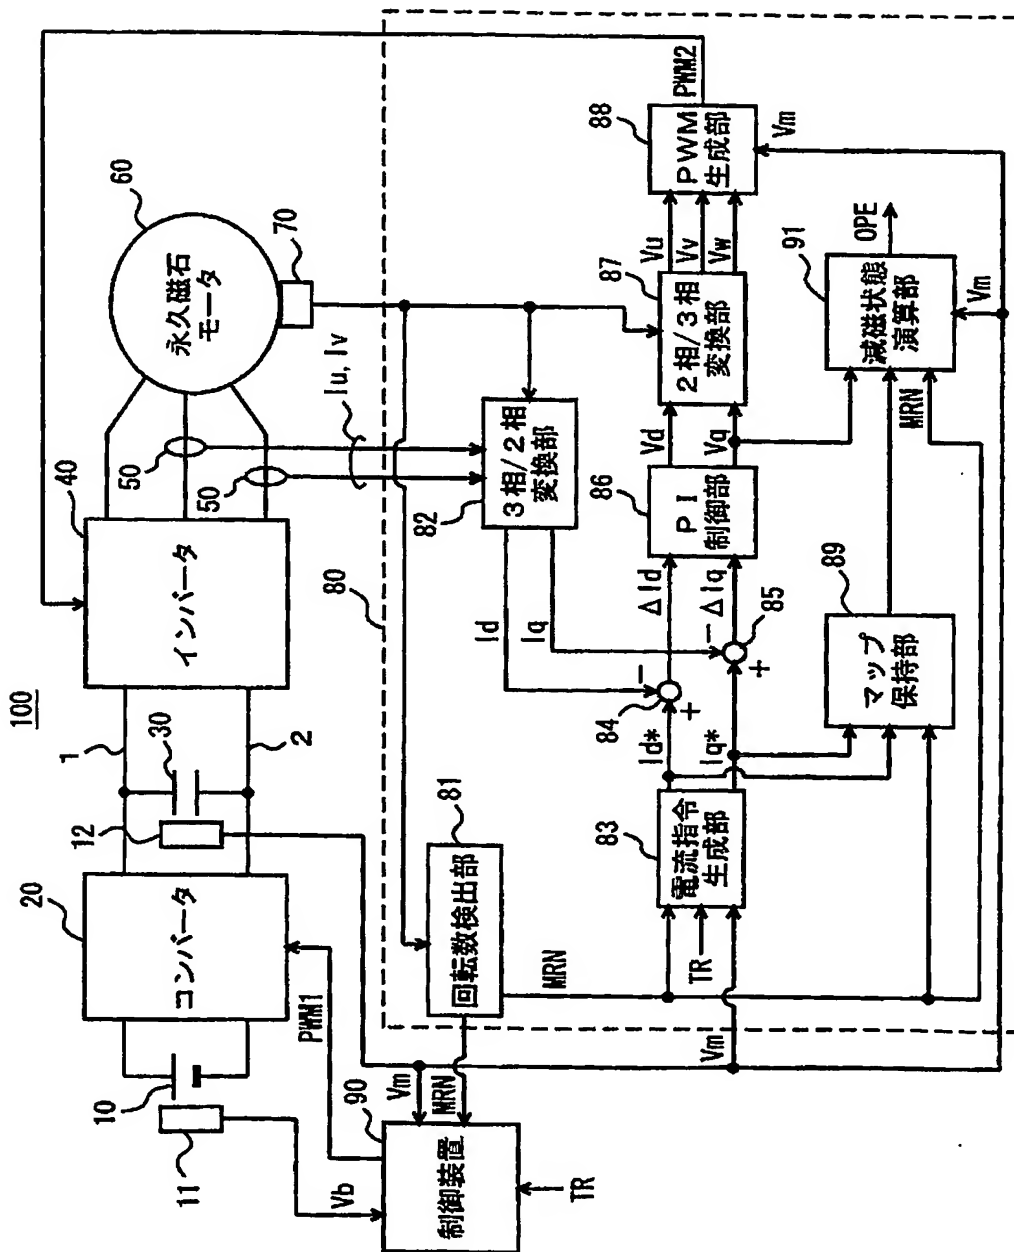 100
10
11
Vb
20
コンバータ
PWM1
12
30
1
2
40
インバータ
50
50
60
永久磁石
モータ
70
Iu, Iv
90
制御装置
TR
Vm
MRN
80
81
回転数検出部
MRN
82
3相/2相
変換部
Id
Iq
83
電流指令
生成部
TR
Vm
Id*
Iq*
84
-
+
85
-
+
ΔId
ΔIq
86
PI
制御部
Vd
Vq
87
2相/3相
変換部
Vu
Vv
Vw
88
PWM
生成部
PWM2
Vm
89
マップ
保持部
91
減磁状態
演算部
MRN
OPE
Vm